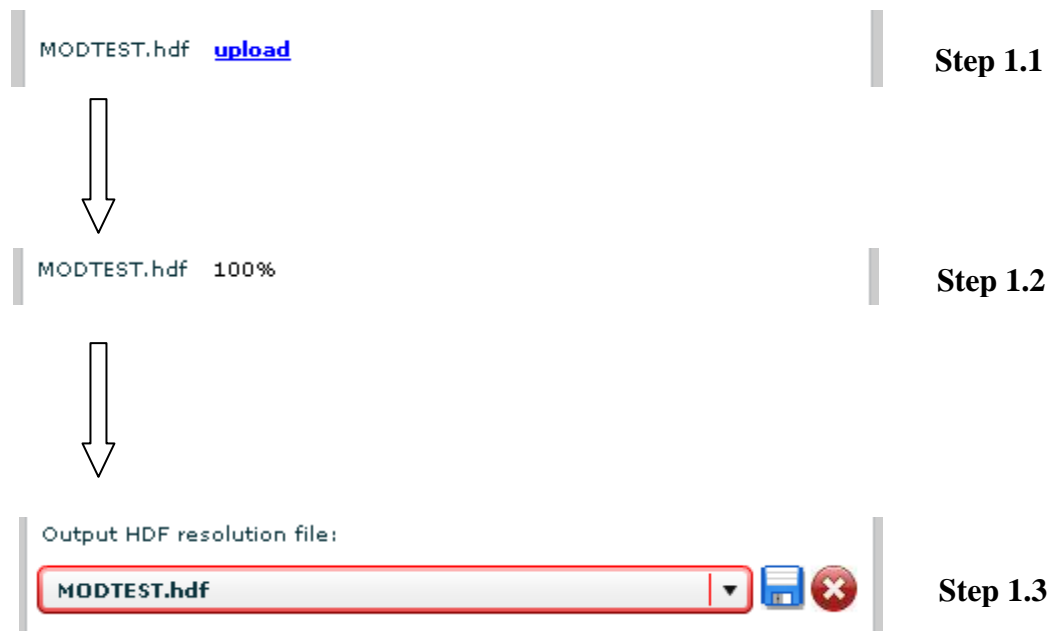 MODTEST.hdf upload
Step 1.1
MODTEST.hdf 100%
Step 1.2
Output HDF resolution file:
MODTEST.hdf
Step 1.3